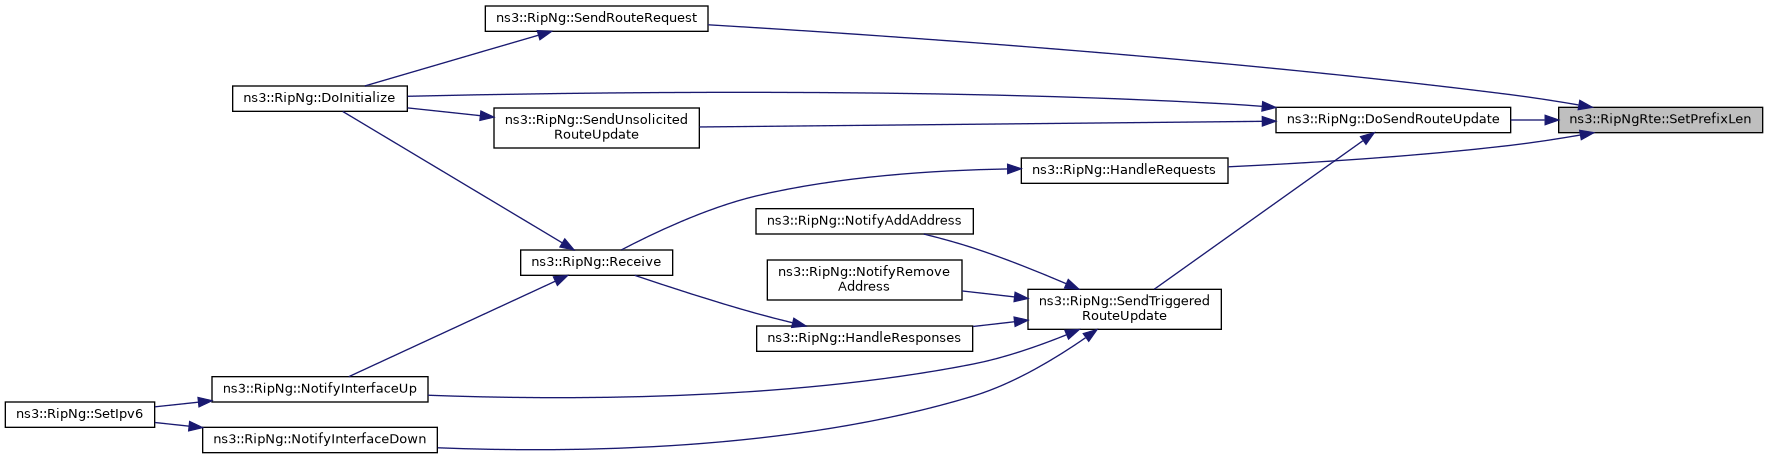 ns3::RipNg::SendRouteRequest
ns3::RipNg::DoInitialize
ns3::RipNg::SendUnsolicited
RouteUpdate
ns3::RipNg::DoSendRouteUpdate
ns3::RipNgRte::SetPrefixLen
ns3::RipNg::HandleRequests
ns3::RipNg::NotifyAddAddress
ns3::RipNg::Receive
ns3::RipNg::NotifyRemove
Address
ns3::RipNg::SendTriggered
RouteUpdate
ns3::RipNg::HandleResponses
ns3::RipNg::NotifyInterfaceUp
ns3::RipNg::SetIpv6
ns3::RipNg::NotifyInterfaceDown